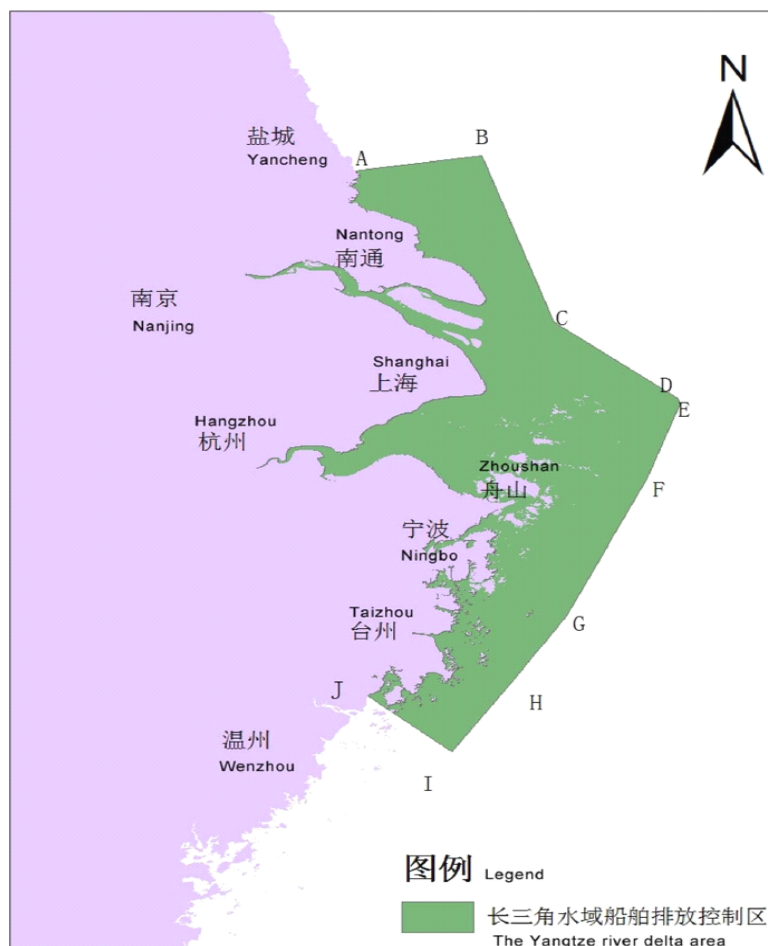 N
盐城
Yancheng
A
B
Nantong
南通
南京
Nanjing
C
Shanghai
上海
D
E
Hangzhou
杭州
Zhoushan
舟山
F
宁波
Ningbo
Taizhou
台州
G
J
H
温州
Wenzhou
I
图例 Legend
长三角水域船舶排放控制区
The Yangtze river delta area